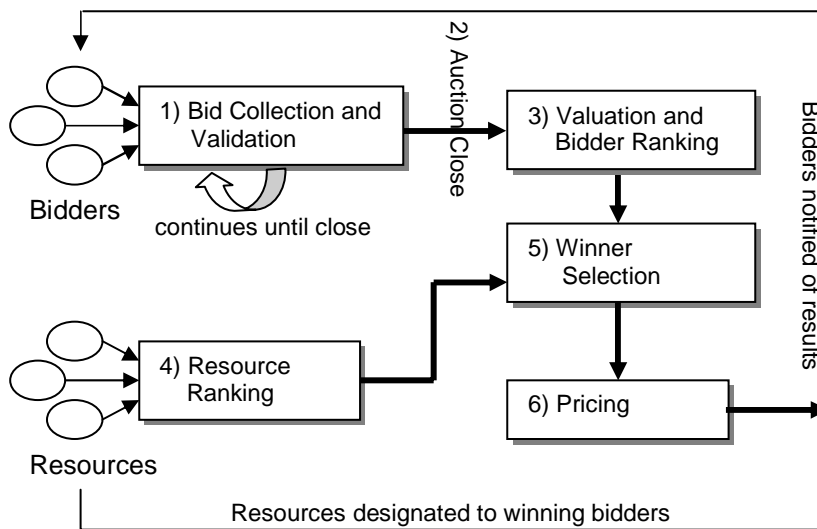 1) Bid Collection and
Validation
Bidders
continues until close
2) Auction Close
3) Valuation and
Bidder Ranking
4) Resource
Ranking
Resources
5) Winner
Selection
6) Pricing
Bidders notified of results
Resources designated to winning bidders